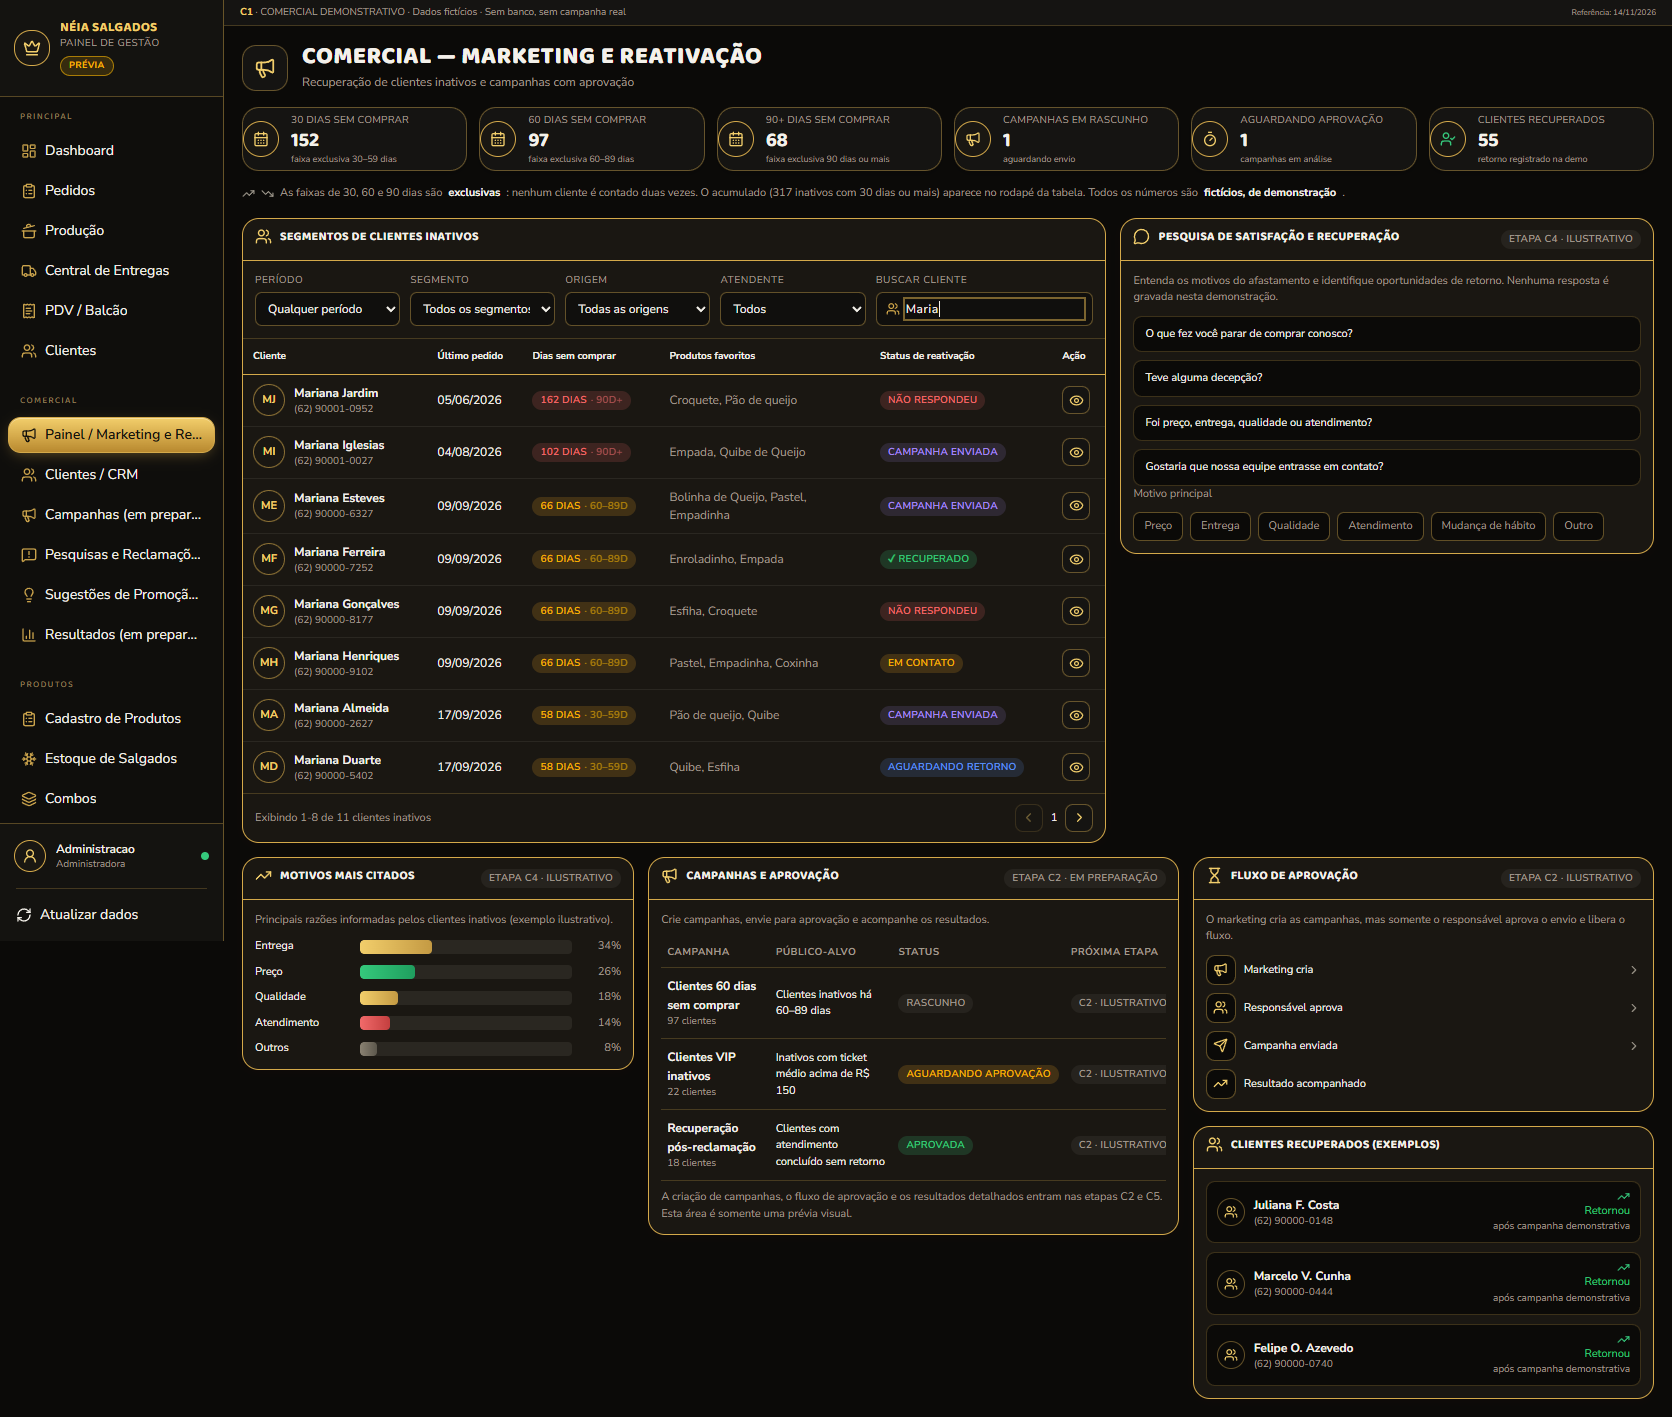 NÉIA SALGADOS
PAINEL DE GESTÃO
PRÉVIA
PRINCIPAL
Dashboard
Pedidos
Produção
Central de Entregas
PDV / Balcão
Clientes
COMERCIAL
Painel / Marketing e Re...
Clientes / CRM
Campanhas (em prepar...
Pesquisas e Reclamaçõ...
Sugestões de Promoçã...
Resultados (em prepar...
PRODUTOS
Cadastro de Produtos
Estoque de Salgados
Combos
Administracao
Administradora
Atualizar dados
C1 · COMERCIAL DEMONSTRATIVO · Dados fictícios · Sem banco, sem campanha real
Referência: 14/11/2026
COMERCIAL — MARKETING E REATIVAÇÃO
Recuperação de clientes inativos e campanhas com aprovação
30 DIAS SEM COMPRAR
152
faixa exclusiva 30–59 dias
60 DIAS SEM COMPRAR
97
faixa exclusiva 60–89 dias
90+ DIAS SEM COMPRAR
68
faixa exclusiva 90 dias ou mais
CAMPANHAS EM RASCUNHO
1
aguardando envio
AGUARDANDO APROVAÇÃO
1
campanhas em análise
CLIENTES RECUPERADOS
55
retorno registrado na demo
As faixas de 30, 60 e 90 dias são exclusivas : nenhum cliente é contado duas vezes. O acumulado (317 inativos com 30 dias ou mais) aparece no rodapé da tabela. Todos os números são fictícios, de demonstração .
SEGMENTOS DE CLIENTES INATIVOS
PERÍODO SEGMENTO ORIGEM ATENDENTE BUSCAR CLIENTE
Qualquer período Todos os segmentos Todas as origens Todos Maria
Cliente Último pedido Dias sem comprar Produtos favoritos Status de reativação Ação
MJ Mariana Jardim 05/06/2026 162 DIAS · 90D+ Croquete, Pão de queijo NÃO RESPONDEU
(62) 90001-0952
MI Mariana Iglesias 04/08/2026 102 DIAS · 90D+ Empada, Quibe de Queijo CAMPANHA ENVIADA
(62) 90001-0027
ME Mariana Esteves 09/09/2026 66 DIAS · 60–89D Bolinha de Queijo, Pastel, Empadinha CAMPANHA ENVIADA
(62) 90000-6327
MF Mariana Ferreira 09/09/2026 66 DIAS · 60–89D Enroladinho, Empada ✓ RECUPERADO
(62) 90000-7252
MG Mariana Gonçalves 09/09/2026 66 DIAS · 60–89D Esfiha, Croquete NÃO RESPONDEU
(62) 90000-8177
MH Mariana Henriques 09/09/2026 66 DIAS · 60–89D Pastel, Empadinha, Coxinha EM CONTATO
(62) 90000-9102
MA Mariana Almeida 17/09/2026 58 DIAS · 30–59D Pão de queijo, Quibe CAMPANHA ENVIADA
(62) 90000-2627
MD Mariana Duarte 17/09/2026 58 DIAS · 30–59D Quibe, Esfiha AGUARDANDO RETORNO
(62) 90000-5402
Exibindo 1-8 de 11 clientes inativos
1
PESQUISA DE SATISFAÇÃO E RECUPERAÇÃO
ETAPA C4 · ILUSTRATIVO
Entenda os motivos do afastamento e identifique oportunidades de retorno. Nenhuma resposta é
gravada nesta demonstração.
O que fez você parar de comprar conosco?
Teve alguma decepção?
Foi preço, entrega, qualidade ou atendimento?
Gostaria que nossa equipe entrasse em contato?
Motivo principal
Preço Entrega Qualidade Atendimento Mudança de hábito Outro
MOTIVOS MAIS CITADOS
ETAPA C4 · ILUSTRATIVO
Principais razões informadas pelos clientes inativos (exemplo ilustrativo).
Entrega 34%
Preço 26%
Qualidade 18%
Atendimento 14%
Outros 8%
CAMPANHAS E APROVAÇÃO
ETAPA C2 · EM PREPARAÇÃO
Crie campanhas, envie para aprovação e acompanhe os resultados.
CAMPANHA PÚBLICO-ALVO STATUS PRÓXIMA ETAPA
Clientes 60 dias
sem comprar
97 clientes
Clientes inativos há
60–89 dias
RASCUNHO
C2 · ILUSTRATIVO
Clientes VIP
inativos
22 clientes
Inativos com ticket
médio acima de R$
150
AGUARDANDO APROVAÇÃO
C2 · ILUSTRATIVO
Recuperação
pós-reclamação
18 clientes
Clientes com
atendimento
concluído sem retorno
APROVADA
C2 · ILUSTRATIVO
A criação de campanhas, o fluxo de aprovação e os resultados detalhados entram nas etapas C2 e C5.
Esta área é somente uma prévia visual.
FLUXO DE APROVAÇÃO
ETAPA C2 · ILUSTRATIVO
O marketing cria as campanhas, mas somente o responsável aprova o envio e libera o
fluxo.
Marketing cria
Responsável aprova
Campanha enviada
Resultado acompanhado
CLIENTES RECUPERADOS (EXEMPLOS)
Juliana F. Costa
(62) 90000-0148
Retornou
após campanha demonstrativa
Marcelo V. Cunha
(62) 90000-0444
Retornou
após campanha demonstrativa
Felipe O. Azevedo
(62) 90000-0740
Retornou
após campanha demonstrativa